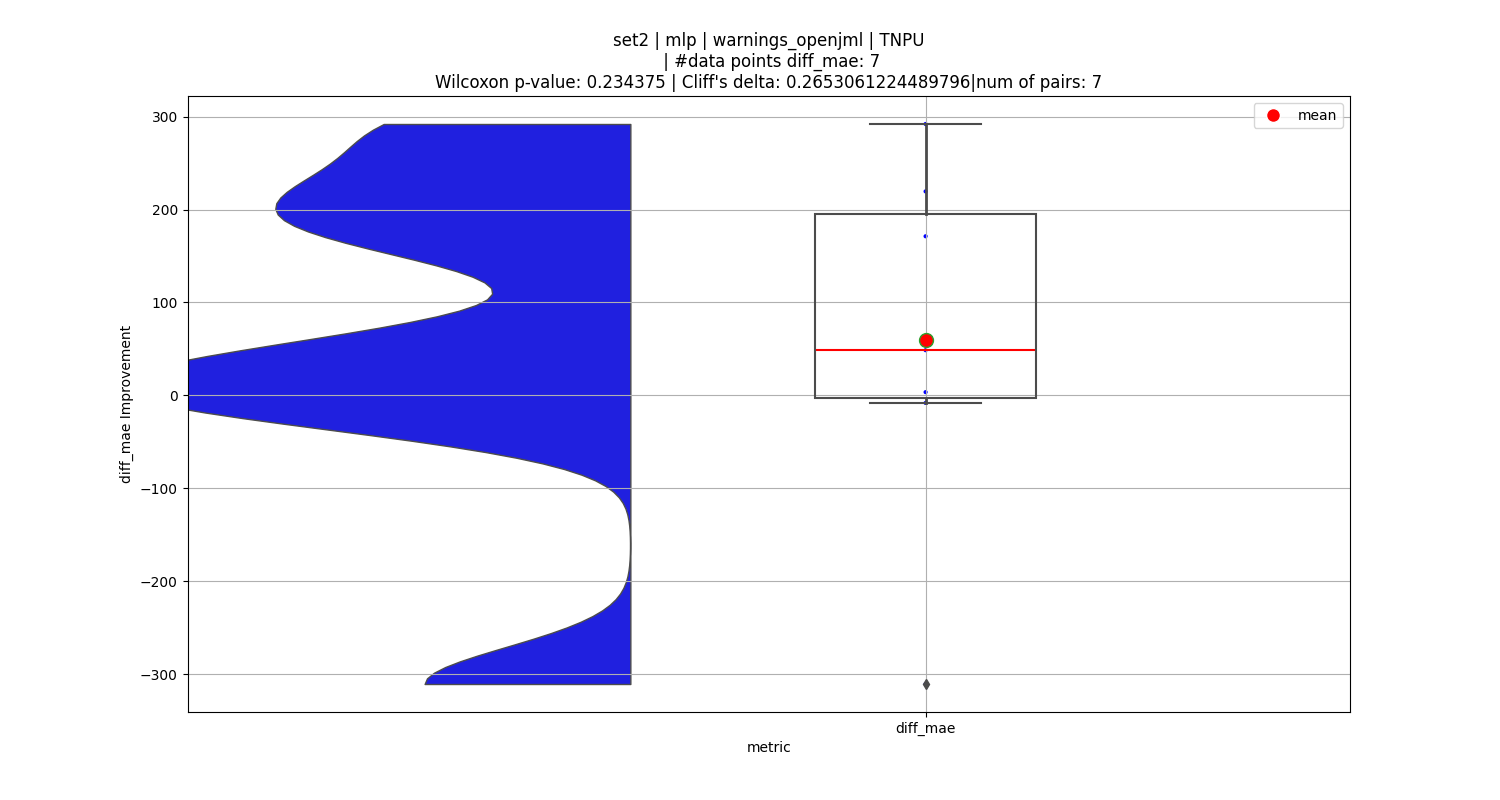 set2 | mlp | warnings_openjml | TNPU
| #data points diff_mae: 7
Wilcoxon p-value: 0.234375 | Cliff's delta: 0.2653061224489796|num of pairs: 7
mean
diff_mae Improvement
300
200
100
0
−100
−200
−300
diff_mae
metric